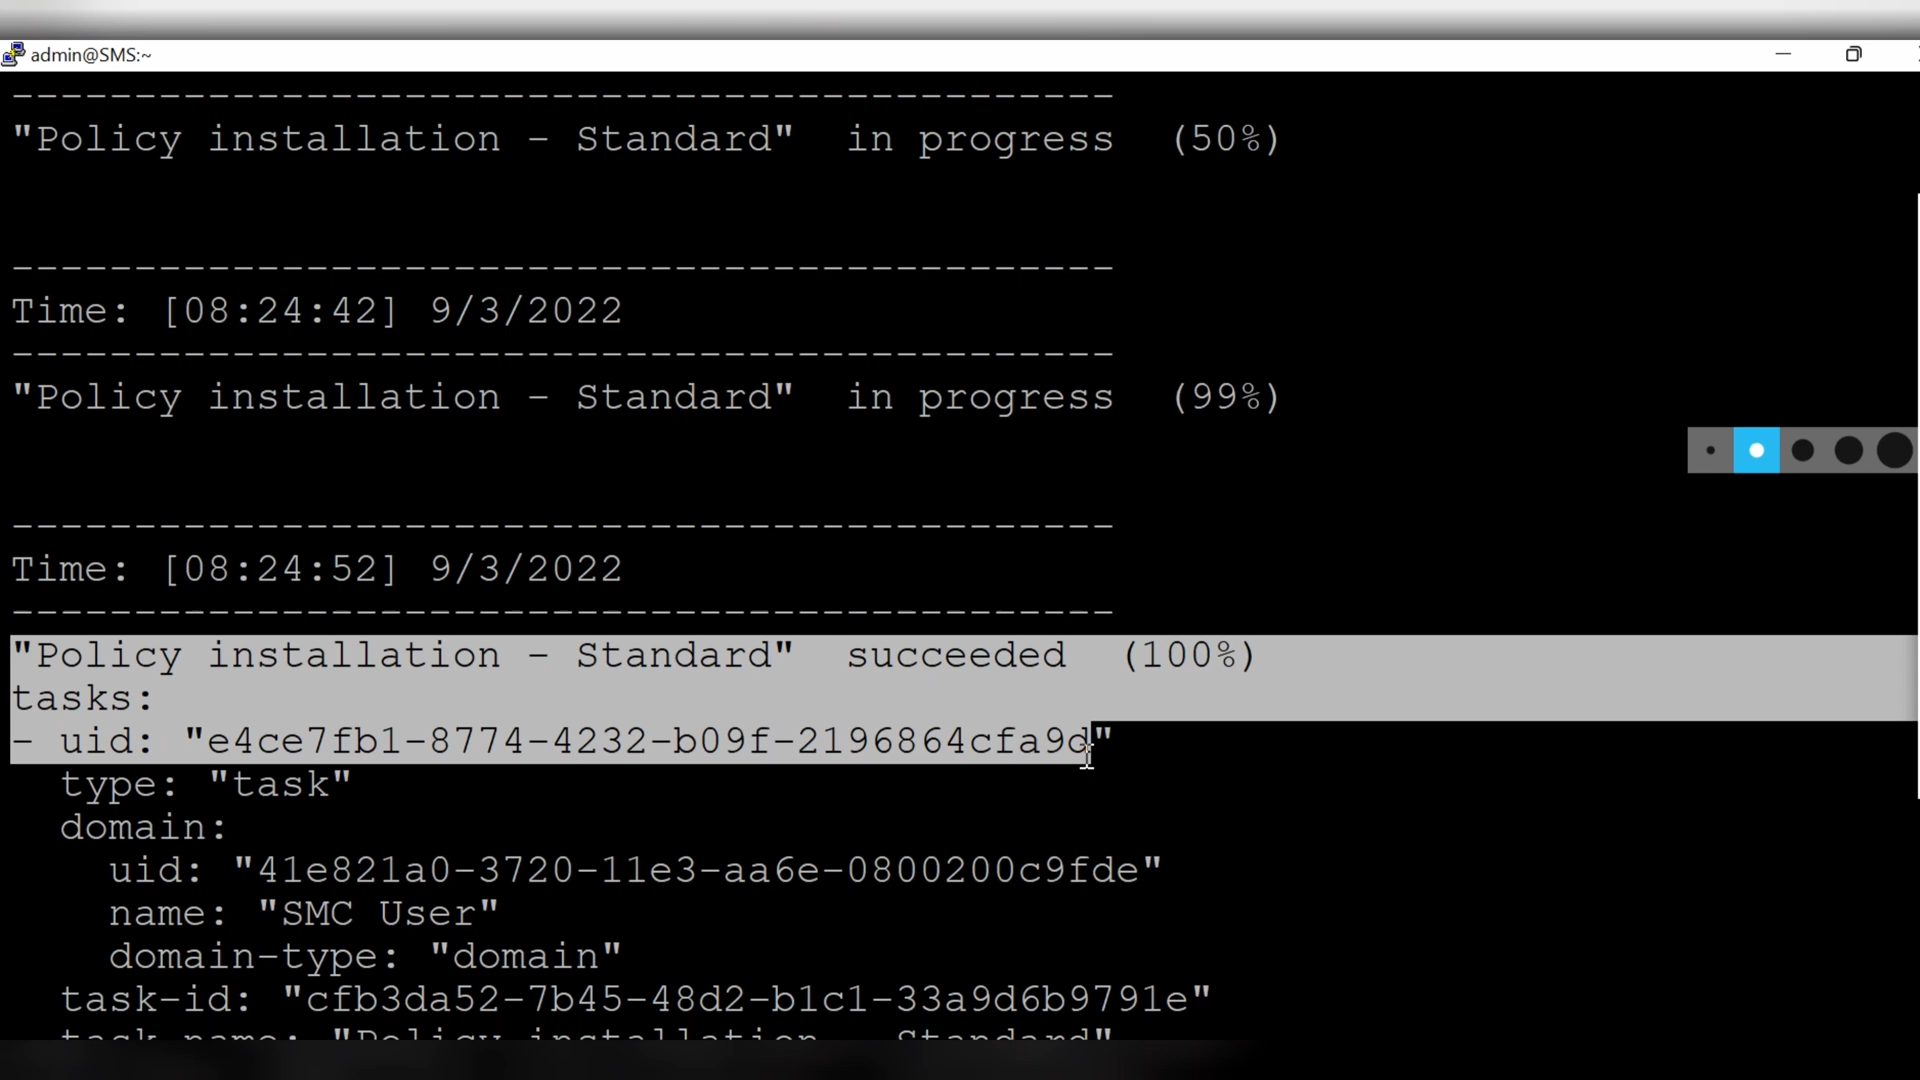 admin@SMS:~
---------------------------------------------
"Policy installation - Standard"  in progress  (50%)
---------------------------------------------
Time: [08:24:42] 9/3/2022
---------------------------------------------
"Policy installation - Standard"  in progress  (99%)
---------------------------------------------
Time: [08:24:52] 9/3/2022
---------------------------------------------
"Policy installation - Standard"  succeeded  (100%)
tasks:
- uid: "e4ce7fb1-8774-4232-b09f-2196864cfa9d"
  type: "task"
  domain:
    uid: "41e821a0-3720-11e3-aa6e-0800200c9fde"
    name: "SMC User"
    domain-type: "domain"
  task-id: "cfb3da52-7b45-48d2-b1c1-33a9d6b9791e"
  task-name: "Policy installation - Standard"